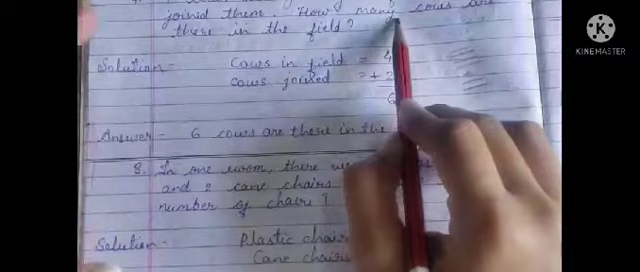 joined them. How many cows are
there in the field?
Solution- Cows in field = 4
cows joined = + 2
6
Answer - 6 cows are there in the
8. In one room, there
and 2 cane chairs
number of chairs?
Solution- Plastic chair
Cane chairs
KINEMASTER